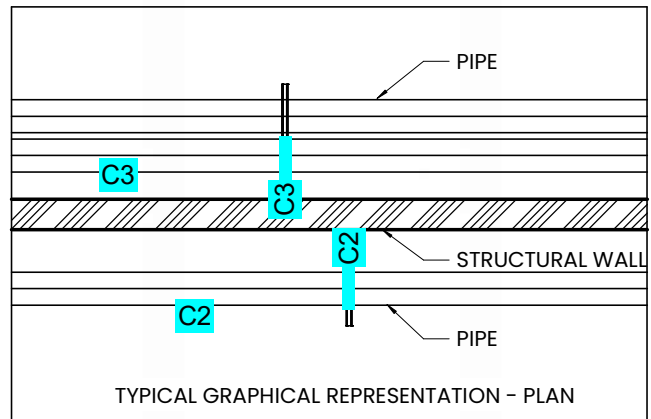 PIPE
C3
C3
C2
STRUCTURAL WALL
C2
PIPE
TYPICAL GRAPHICAL REPRESENTATION - PLAN